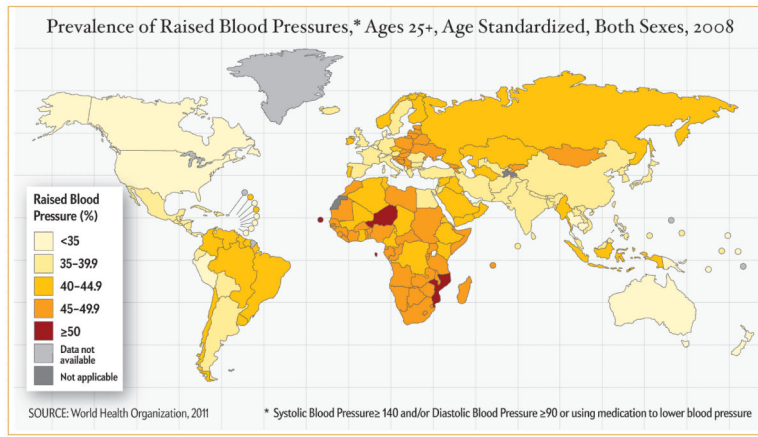 Prevalence of Raised Blood Pressures,* Ages 25+, Age Standardized, Both Sexes, 2008
Raised Blood
Pressure (%)
<35
35–39.9
40–44.9
45–49.9
≥50
Data not
available
Not applicable
SOURCE: World Health Organization, 2011
* Systolic Blood Pressure≥ 140 and/or Diastolic Blood Pressure ≥90 or using medication to lower blood pressure